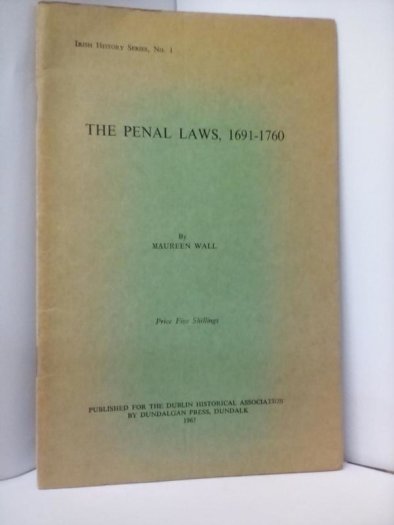 IRISH HISTORY SERIES, No. 1
THE PENAL LAWS, 1691-1760
By
MAUREEN WALL
Price Five Shillings
PUBLISHED FOR THE DUBLIN HISTORICAL ASSOCIATION
BY DUNDALGAN PRESS, DUNDALK